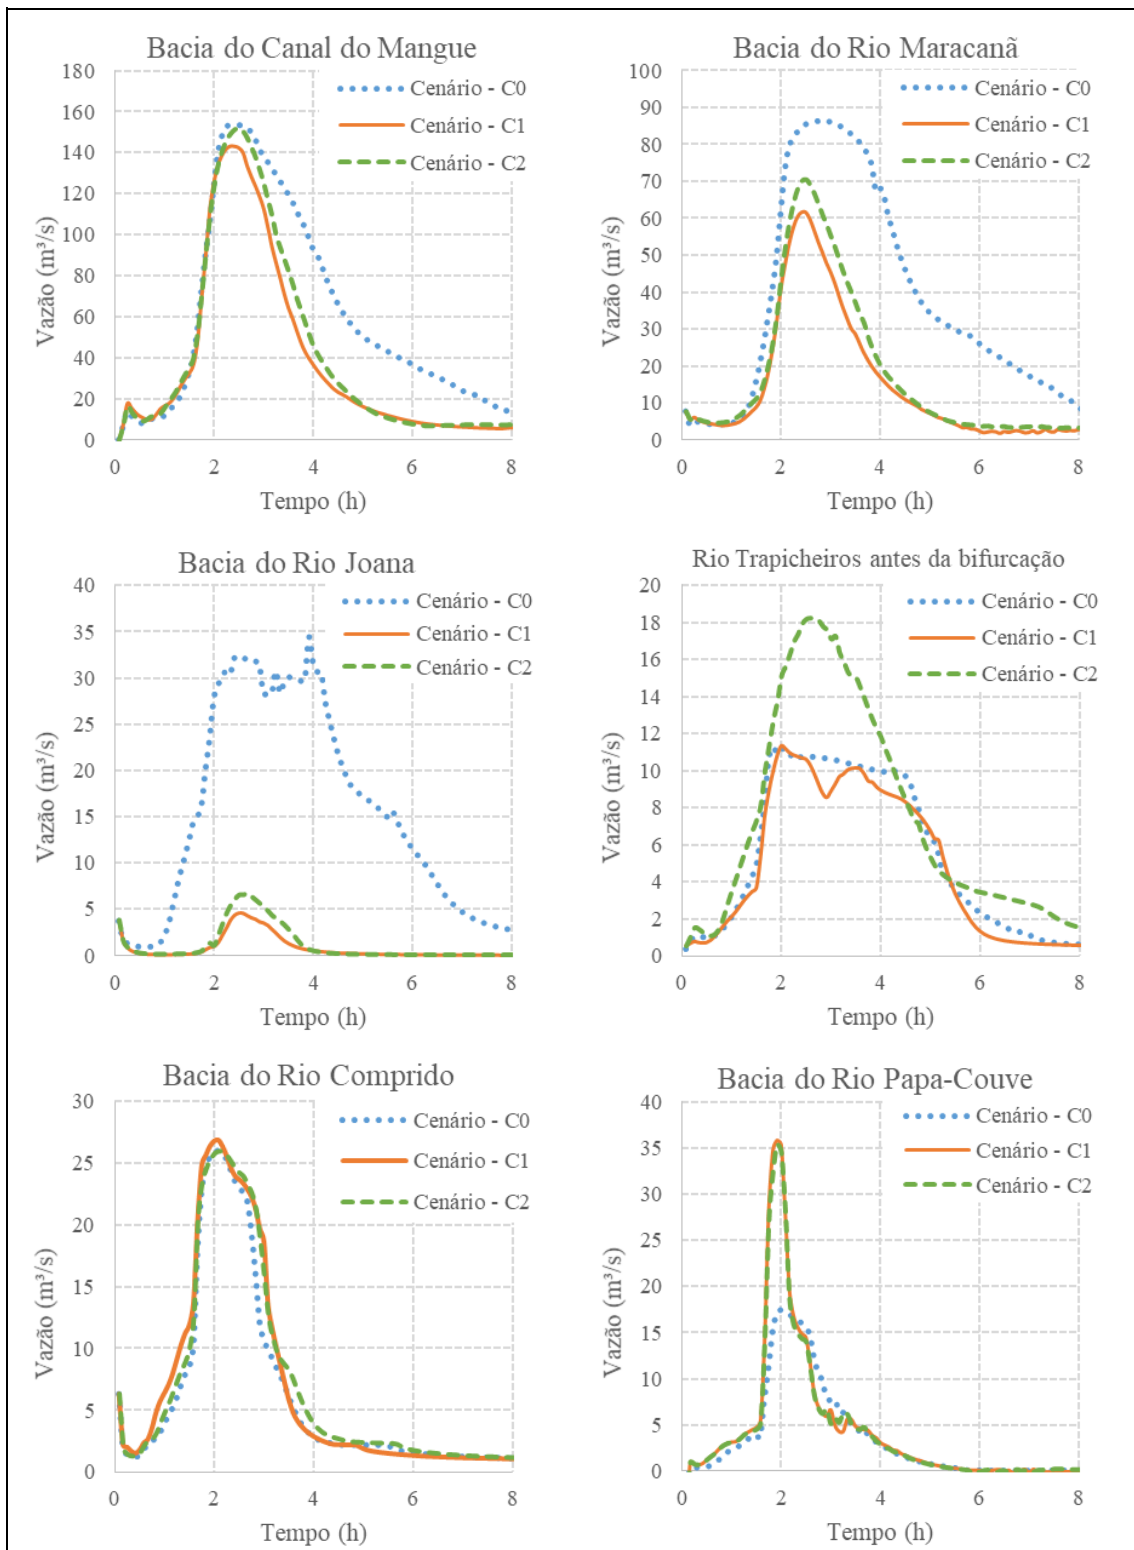 Bacia do Canal do Mangue
180
160
140
120
100
80
60
40
20
0
Vazão (m³/s)
Cenário - C0
Cenário - C1
Cenário - C2
0 2 4 6 8
Tempo (h)
Bacia do Rio Maracanã
100
90
80
70
60
50
40
30
20
10
0
Vazão (m³/s)
Cenário - C0
Cenário - C1
Cenário - C2
0 2 4 6 8
Tempo (h)
Bacia do Rio Joana
40
35
30
25
20
15
10
5
0
Vazão (m³/s)
Cenário - C0
Cenário - C1
Cenário - C2
0 2 4 6 8
Tempo (h)
Rio Trapicheiros antes da bifurcação
20
18
16
14
12
10
8
6
4
2
0
Vazão (m³/s)
Cenário - C0
Cenário - C1
Cenário - C2
0 2 4 6 8
Tempo (h)
Bacia do Rio Comprido
30
25
20
15
10
5
0
Vazão (m³/s)
Cenário - C0
Cenário - C1
Cenário - C2
0 2 4 6 8
Tempo (h)
Bacia do Rio Papa-Couve
40
35
30
25
20
15
10
5
0
Vazão (m³/s)
Cenário - C0
Cenário - C1
Cenário - C2
0 2 4 6 8
Tempo (h)